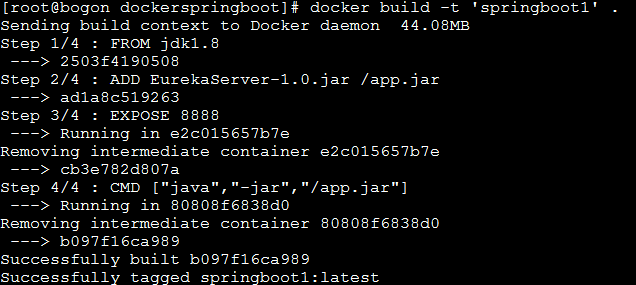 [root@bogon dockerspringboot]# docker build -t 'springboot1' .
Sending build context to Docker daemon  44.08MB
Step 1/4 : FROM jdk1.8
 ---> 2503f4190508
Step 2/4 : ADD EurekaServer-1.0.jar /app.jar
 ---> ad1a8c519263
Step 3/4 : EXPOSE 8888
 ---> Running in e2c015657b7e
Removing intermediate container e2c015657b7e
 ---> cb3e782d807a
Step 4/4 : CMD ["java","-jar","/app.jar"]
 ---> Running in 80808f6838d0
Removing intermediate container 80808f6838d0
 ---> b097f16ca989
Successfully built b097f16ca989
Successfully tagged springboot1:latest